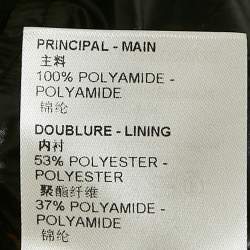 PRINCIPAL - MAIN
主料
100% POLYAMIDE -
POLYAMIDE
锦纶
DOUBLURE - LINING
内衬
53% POLYESTER -
POLYESTER
聚酯纤维
37% POLYAMIDE -
POLYAMIDE
锦纶